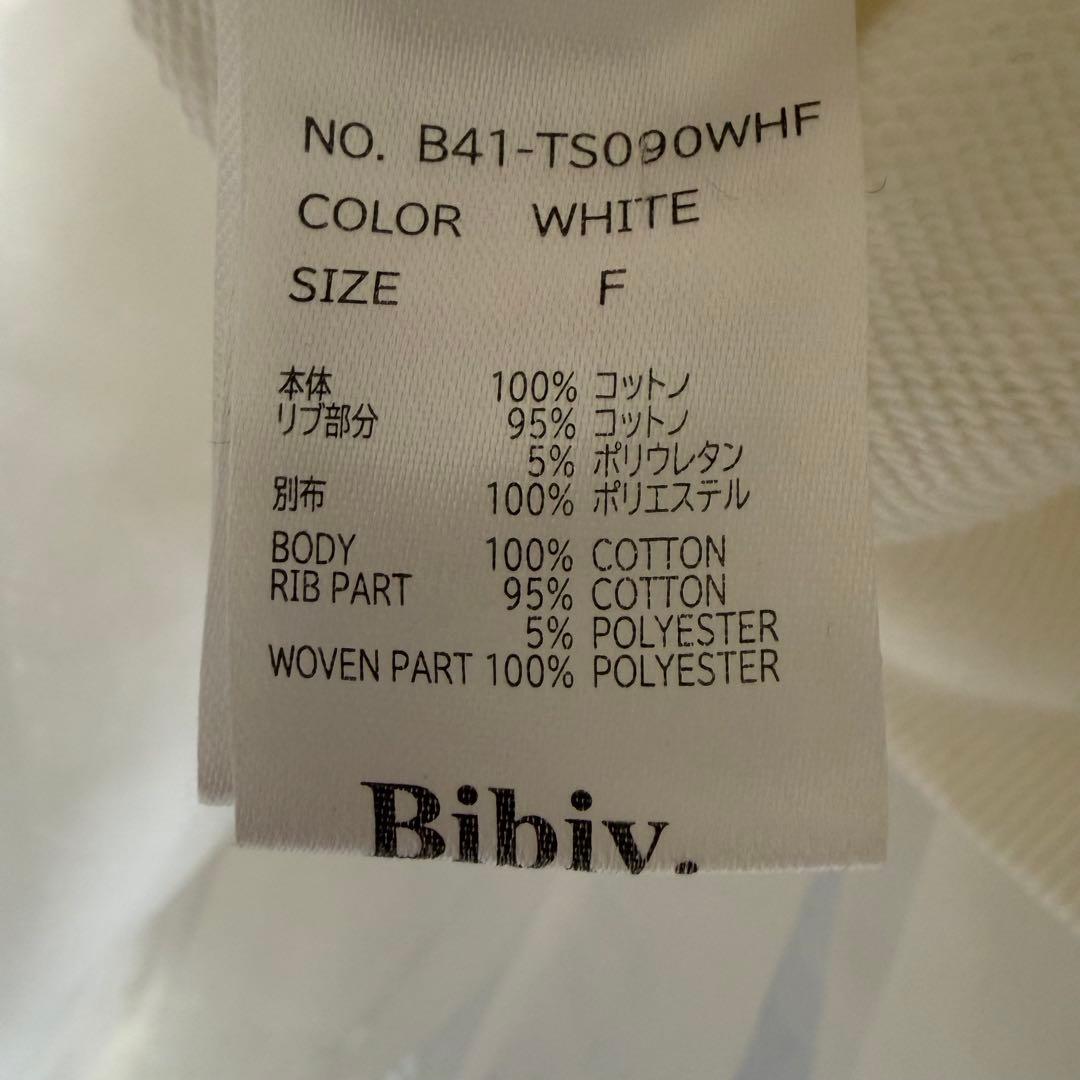 NO. B41-TS090WHF
COLOR WHITE
SIZE F
本体 100% コットン
リブ部分 95% コットン
5% ポリウレタン
別布 100% ポリエステル
BODY 100% COTTON
RIB PART 95% COTTON
5% POLYESTER
WOVEN PART 100% POLYESTER
Bibiy.